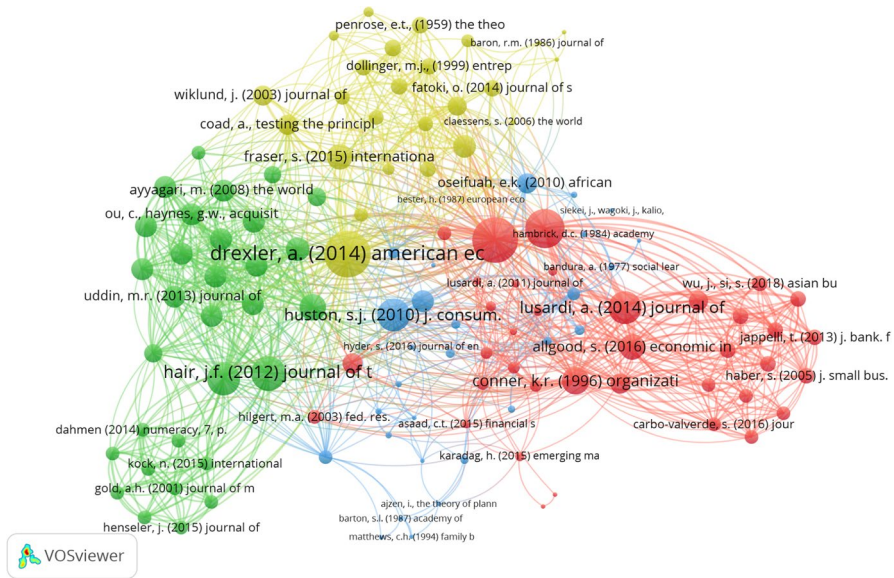 penrose, e.t., (1959) the theo
baron, r.m. (1986) journal of
dollinger, m.j., (1999) entrep
wiklund, j. (2003) journal of
fatoki, o. (2014) journal of s
coad, a., testing the principl
claessens, s. (2006) the world
fraser, s. (2015) internationa
ayyagari, m. (2008) the world
oseifuah, e.k. (2010) african
bester, h. (1987) european eco
ou, c., haynes, g.w., acquisit
siekei, j., wagoki, j., kalio,
hambrick, d.c. (1984) academy
drexler, a. (2014) american ec
bandura, a. (1977) social lear
lusardi, a. (2011) journal of
wu, j., si, s. (2018) asian bu
uddin, m.r. (2013) journal of
huston, s.j. (2010) j. consum.
lusardi, a. (2014) journal of
jappelli, t. (2013) j. bank. f
hyder, s. (2016) journal of en
allgood, s. (2016) economic in
haber, s. (2005) j. small bus.
hair, j.f. (2012) journal of t
conner, k.r. (1996) organizati
hilgert, m.a. (2003) fed. res.
asaad, c.t. (2015) financial s
carbo-valverde, s. (2016) jour
dahmen (2014) numeracy, 7, p.
karadag, h. (2015) emerging ma
kock, n. (2015) international
gold, a.h. (2001) journal of m
ajzen, i., the theory of plann
barton, s.l. (1987) academy of
henseler, j. (2015) journal of
matthews, c.h. (1994) family b
VOSviewer